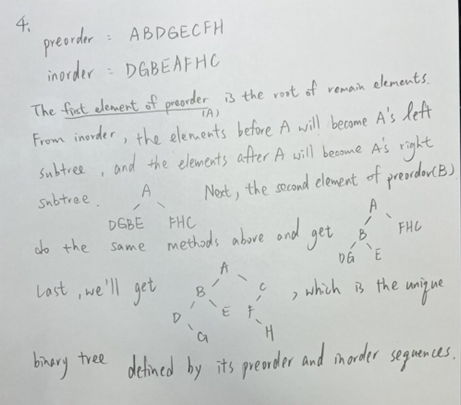 4.
preorder : ABDGECFH
inorder = DGBEAFHC
The first element of preorder (A) is the root of remain elements.
From inorder, the elements before A will become A's left
subtree, and the elements after A will become A's right
subtree. Next, the second element of preorder(B)
A
DGBE FHC
do the same methods above and get
A
B FHC
DG E
Last, we'll get , which is the unique
A
B C
D E F
G H
binary tree defined by its preorder and inorder sequences.